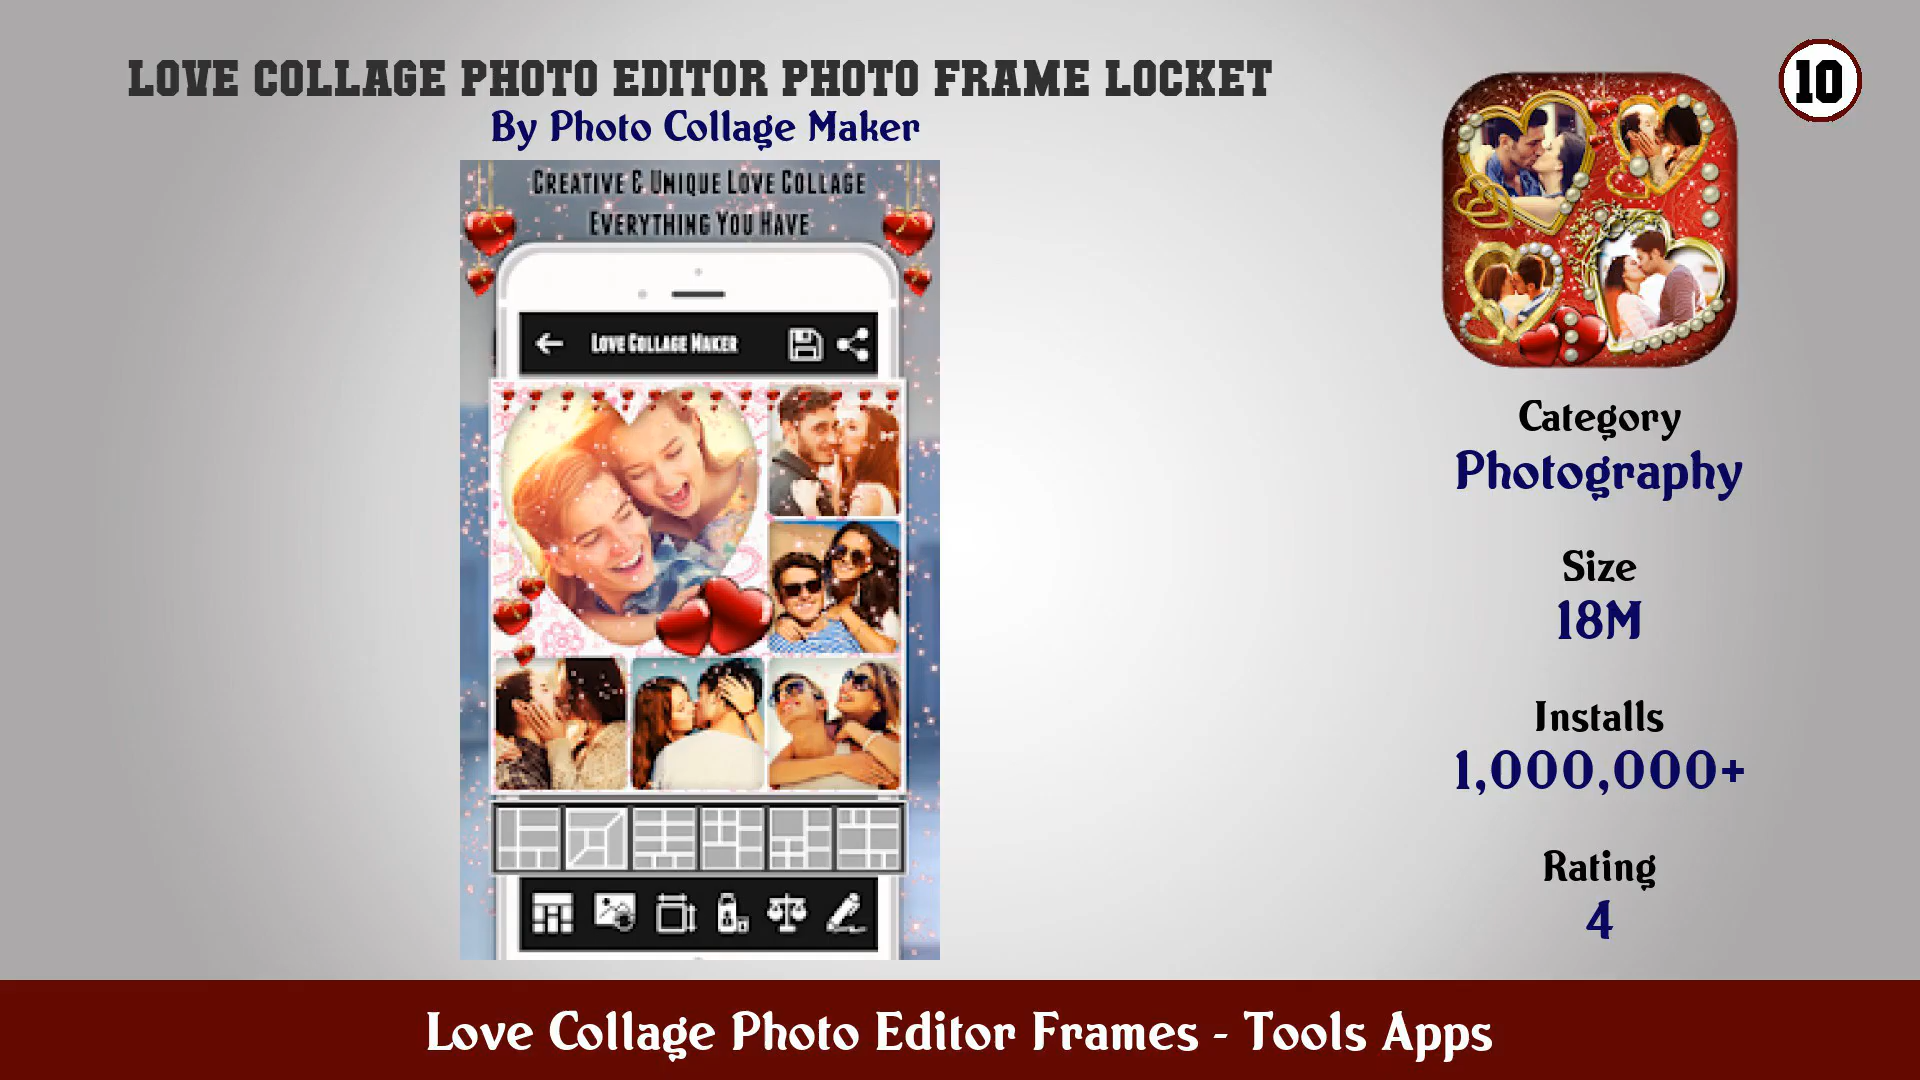 LOVE COLLAGE PHOTO EDITOR PHOTO FRAME LOCKET
By Photo Collage Maker
10
CREATIVE & UNIQUE LOVE COLLAGE
EVERYTHING YOU HAVE
LOVE COLLAGE MAKER
Category
Photography
Size
18M
Installs
1,000,000+
Rating
4
Love Collage Photo Editor Frames - Tools Apps